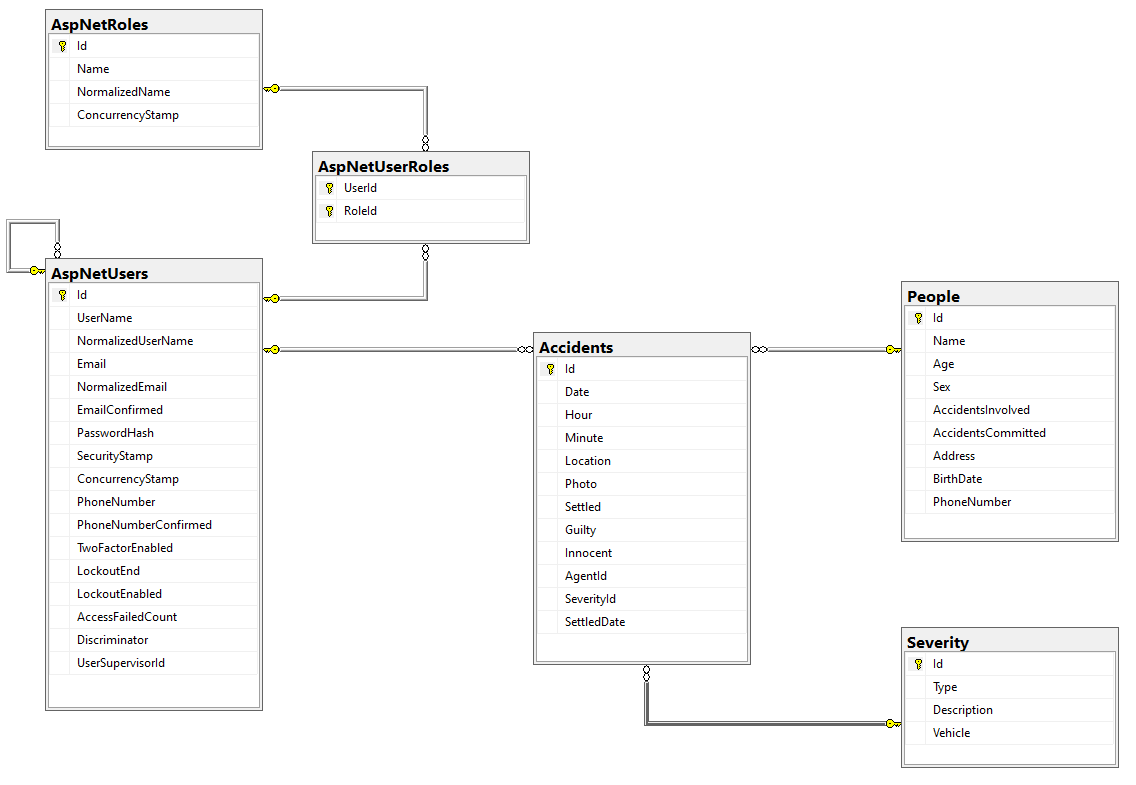 AspNetRoles
Id
Name
NormalizedName
ConcurrencyStamp
AspNetUserRoles
UserId
RoleId
AspNetUsers
Id
UserName
NormalizedUserName
Email
NormalizedEmail
EmailConfirmed
PasswordHash
SecurityStamp
ConcurrencyStamp
PhoneNumber
PhoneNumberConfirmed
TwoFactorEnabled
LockoutEnd
LockoutEnabled
AccessFailedCount
Discriminator
UserSupervisorId
Accidents
Id
Date
Hour
Minute
Location
Photo
Settled
Guilty
Innocent
AgentId
SeverityId
SettledDate
People
Id
Name
Age
Sex
AccidentsInvolved
AccidentsCommitted
Address
BirthDate
PhoneNumber
Severity
Id
Type
Description
Vehicle